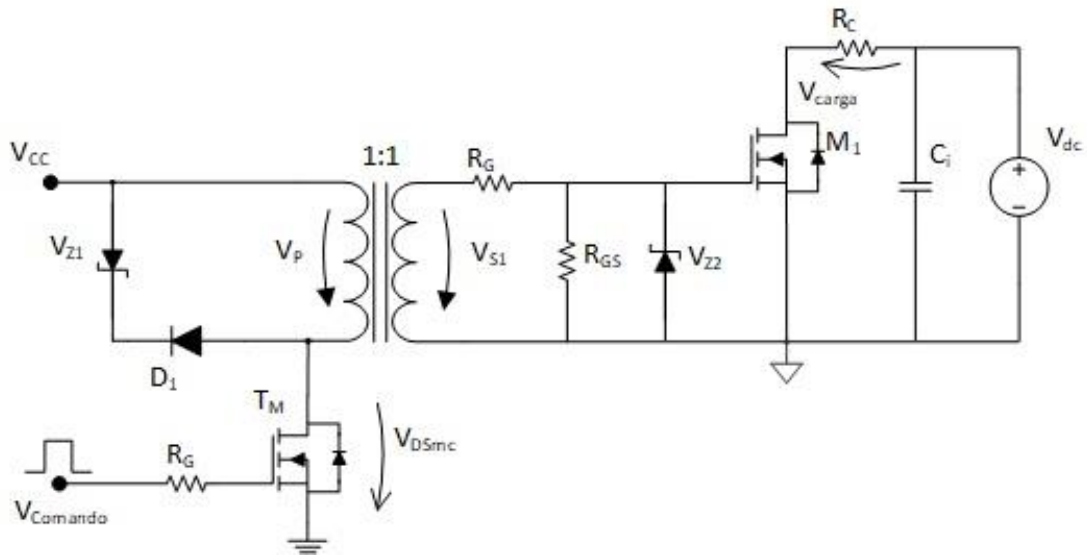 R_C
V_carga
V_CC
1:1
R_G
M_1
C_i
V_dc
V_Z1
V_P
V_S1
R_GS
V_Z2
D_1
T_M
V_DSmc
R_G
V_Comando